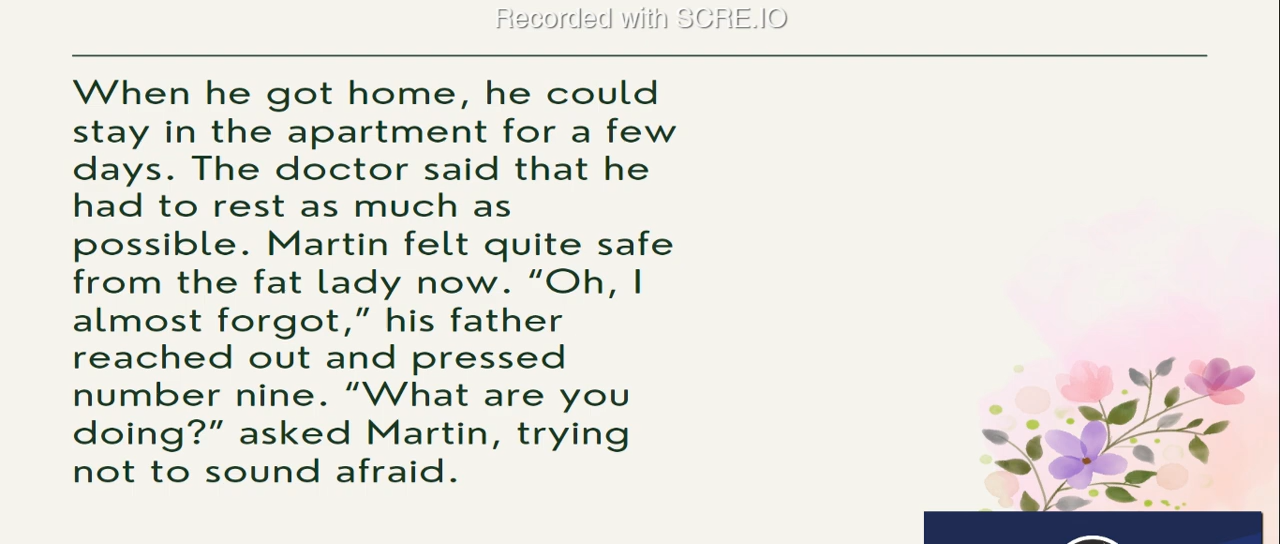 Recorded with SCRE.IO
When he got home, he could
stay in the apartment for a few
days. The doctor said that he
had to rest as much as
possible. Martin felt quite safe
from the fat lady now. “Oh, I
almost forgot,” his father
reached out and pressed
number nine. “What are you
doing?” asked Martin, trying
not to sound afraid.